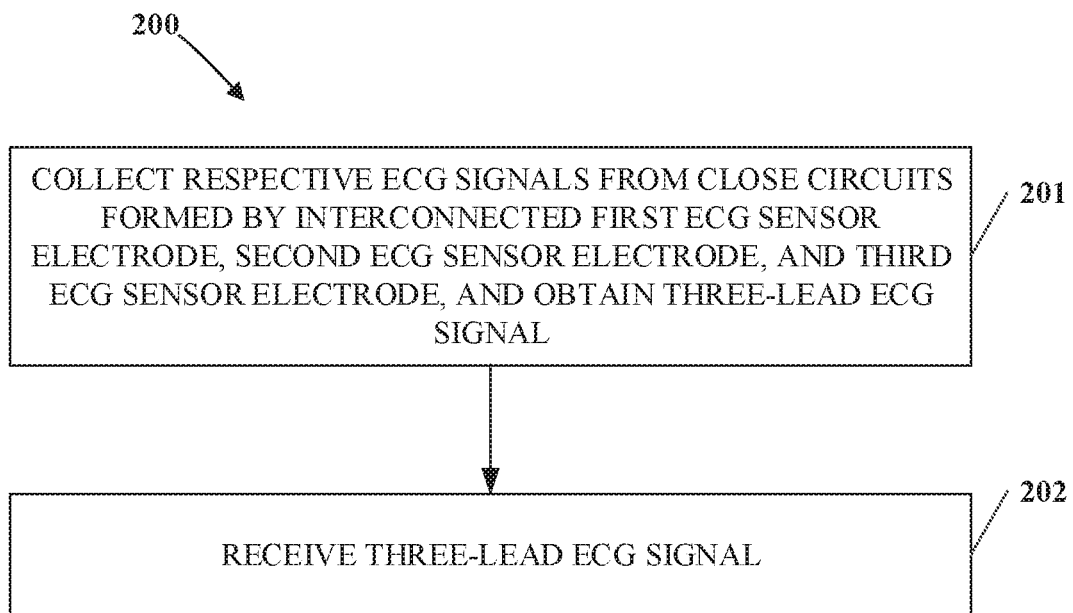 200
COLLECT RESPECTIVE ECG SIGNALS FROM CLOSE CIRCUITS
FORMED BY INTERCONNECTED FIRST ECG SENSOR
ELECTRODE, SECOND ECG SENSOR ELECTRODE, AND THIRD
ECG SENSOR ELECTRODE, AND OBTAIN THREE-LEAD ECG
SIGNAL
201
RECEIVE THREE-LEAD ECG SIGNAL
202